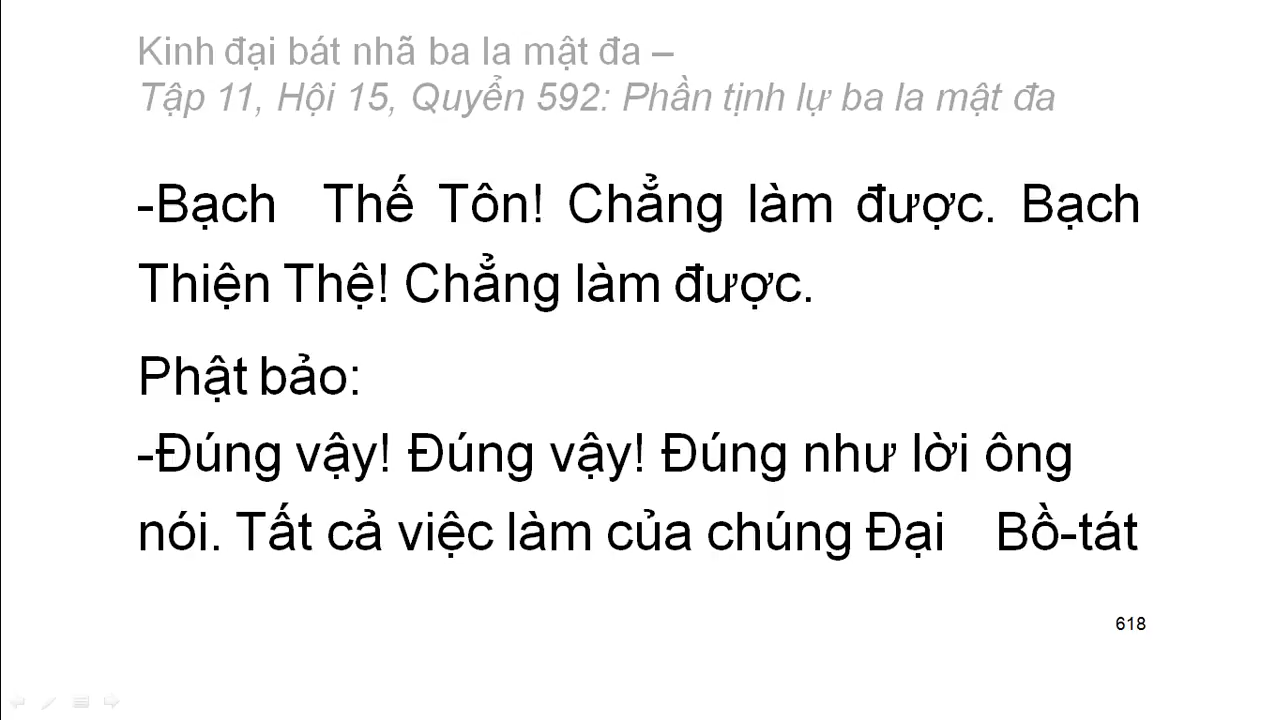 Kinh đại bát nhã ba la mật đa –
Tập 11, Hội 15, Quyển 592: Phần tịnh lự ba la mật đa
-Bạch Thế Tôn! Chẳng làm được. Bạch
Thiện Thệ! Chẳng làm được.
Phật bảo:
-Đúng vậy! Đúng vậy! Đúng như lời ông
nói. Tất cả việc làm của chúng Đại Bồ-tát
618